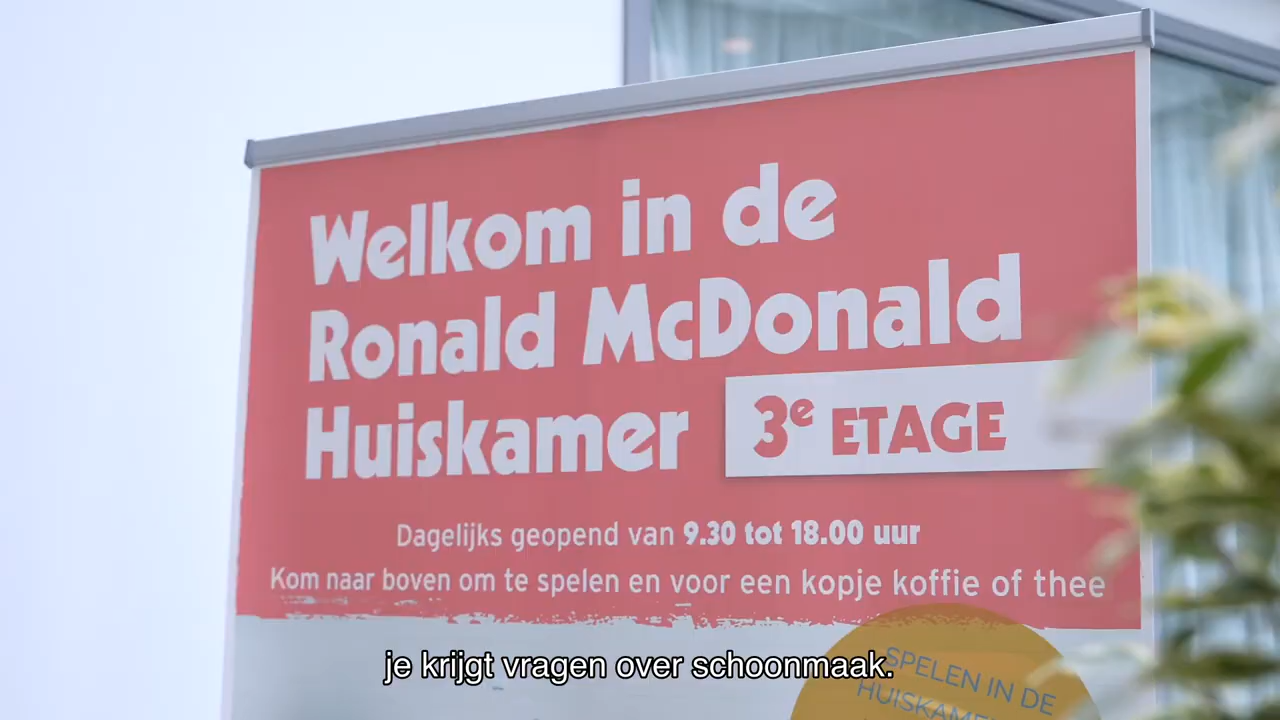 Welkom in de
Ronald McDonald
Huiskamer 3e ETAGE
Dagelijks geopend van 9.30 tot 18.00 uur
Kom naar boven om te spelen en voor een kopje koffie of thee
SPELEN IN DE
je krijgt vragen over schoonmaak.